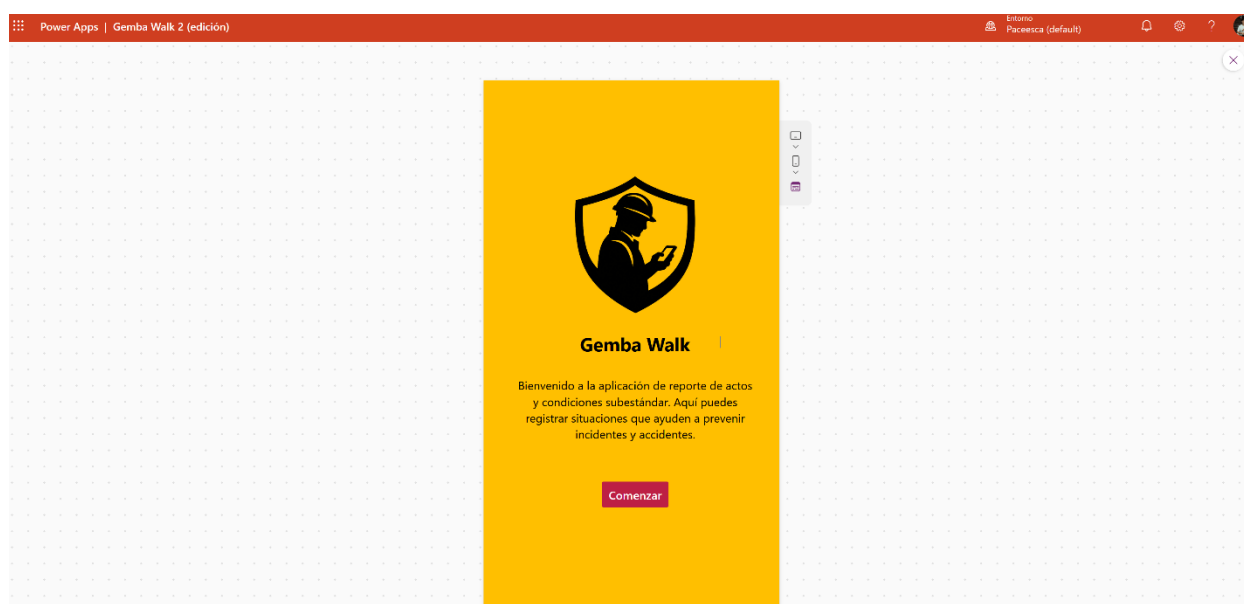 Power Apps | Gemba Walk 2 (edición)
Entorno
Paceesca (default)
?
Gemba Walk
Bienvenido a la aplicación de reporte de actos
y condiciones subestándar. Aquí puedes
registrar situaciones que ayuden a prevenir
incidentes y accidentes.
Comenzar